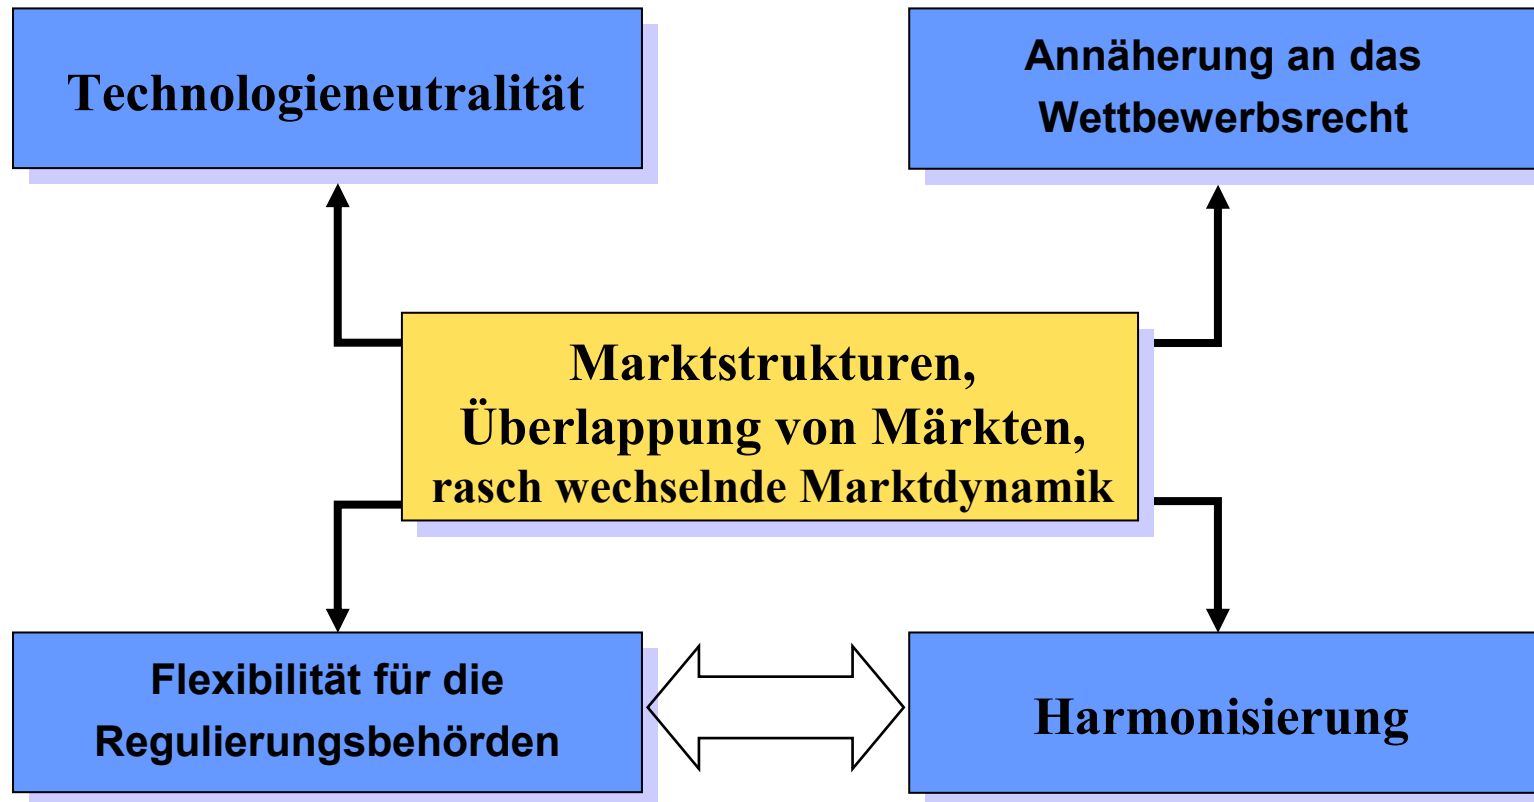 Technologieneutralität
Annäherung an das
Wettbewerbsrecht
Marktstrukturen,
Überlappung von Märkten,
rasch wechselnde Marktdynamik
Flexibilität für die
Regulierungsbehörden
Harmonisierung